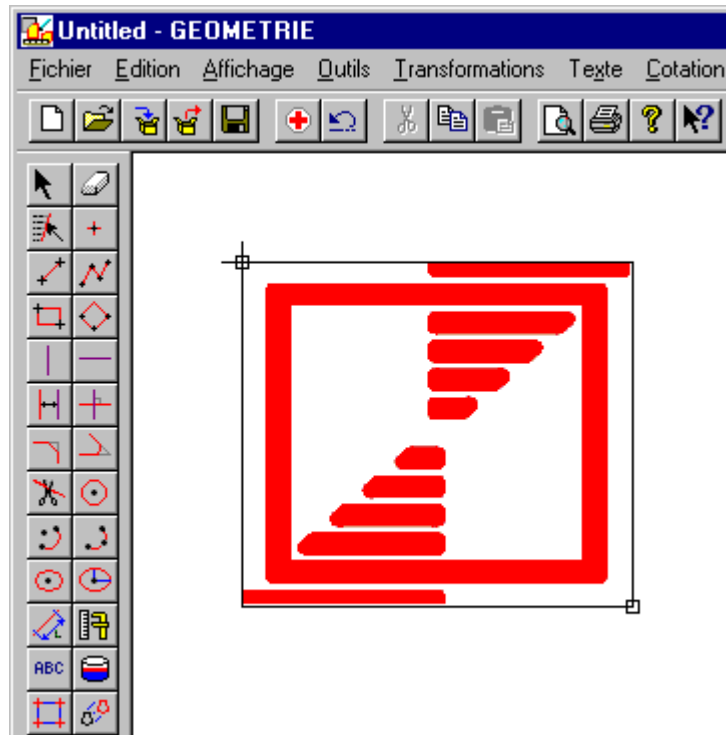 Untitled - GEOMETRIE
Fichier Edition Affichage Outils Transformations Texte Cotation
ABC